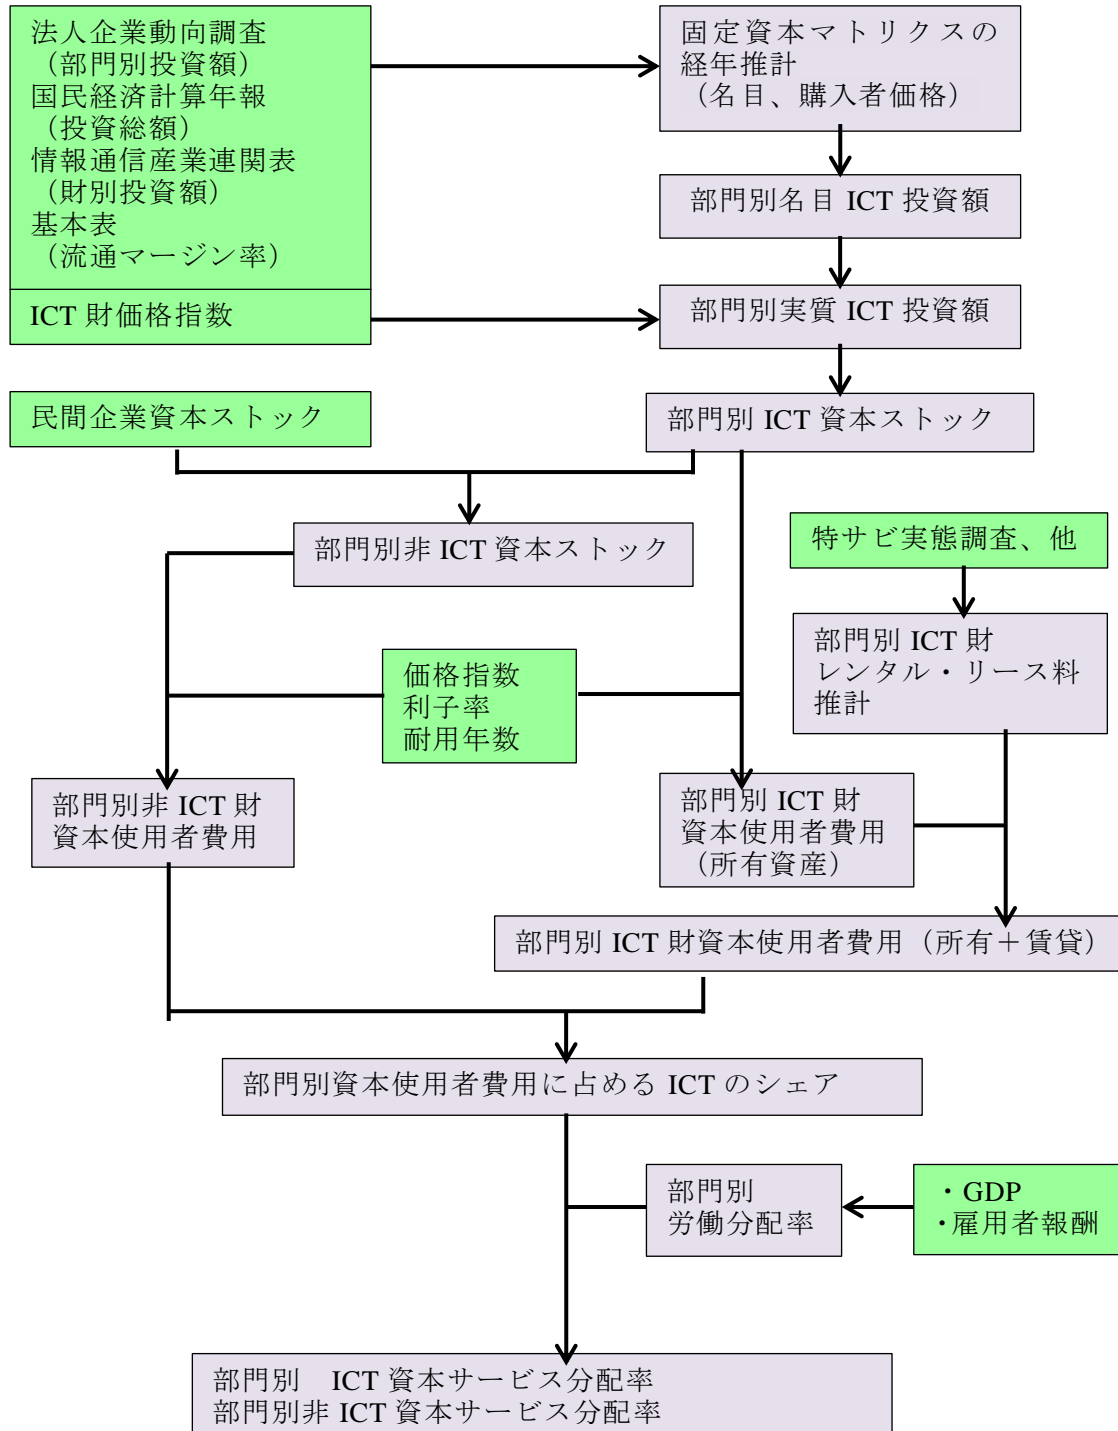 法人企業動向調査
（部門別投資額）
国民経済計算年報
（投資総額）
情報通信産業連関表
（財別投資額）
基本表
（流通マージン率）
ICT 財価格指数
固定資本マトリクスの
経年推計
（名目、購入者価格）
部門別名目 ICT 投資額
部門別実質 ICT 投資額
民間企業資本ストック
部門別 ICT 資本ストック
部門別非 ICT 資本ストック
特サビ実態調査、他
部門別 ICT 財
レンタル・リース料
推計
価格指数
利子率
耐用年数
部門別非 ICT 財
資本使用者費用
部門別 ICT 財
資本使用者費用
（所有資産）
部門別 ICT 財資本使用者費用（所有＋賃貸）
部門別資本使用者費用に占める ICT のシェア
部門別
労働分配率
・GDP
・雇用者報酬
部門別　ICT 資本サービス分配率
部門別非 ICT 資本サービス分配率